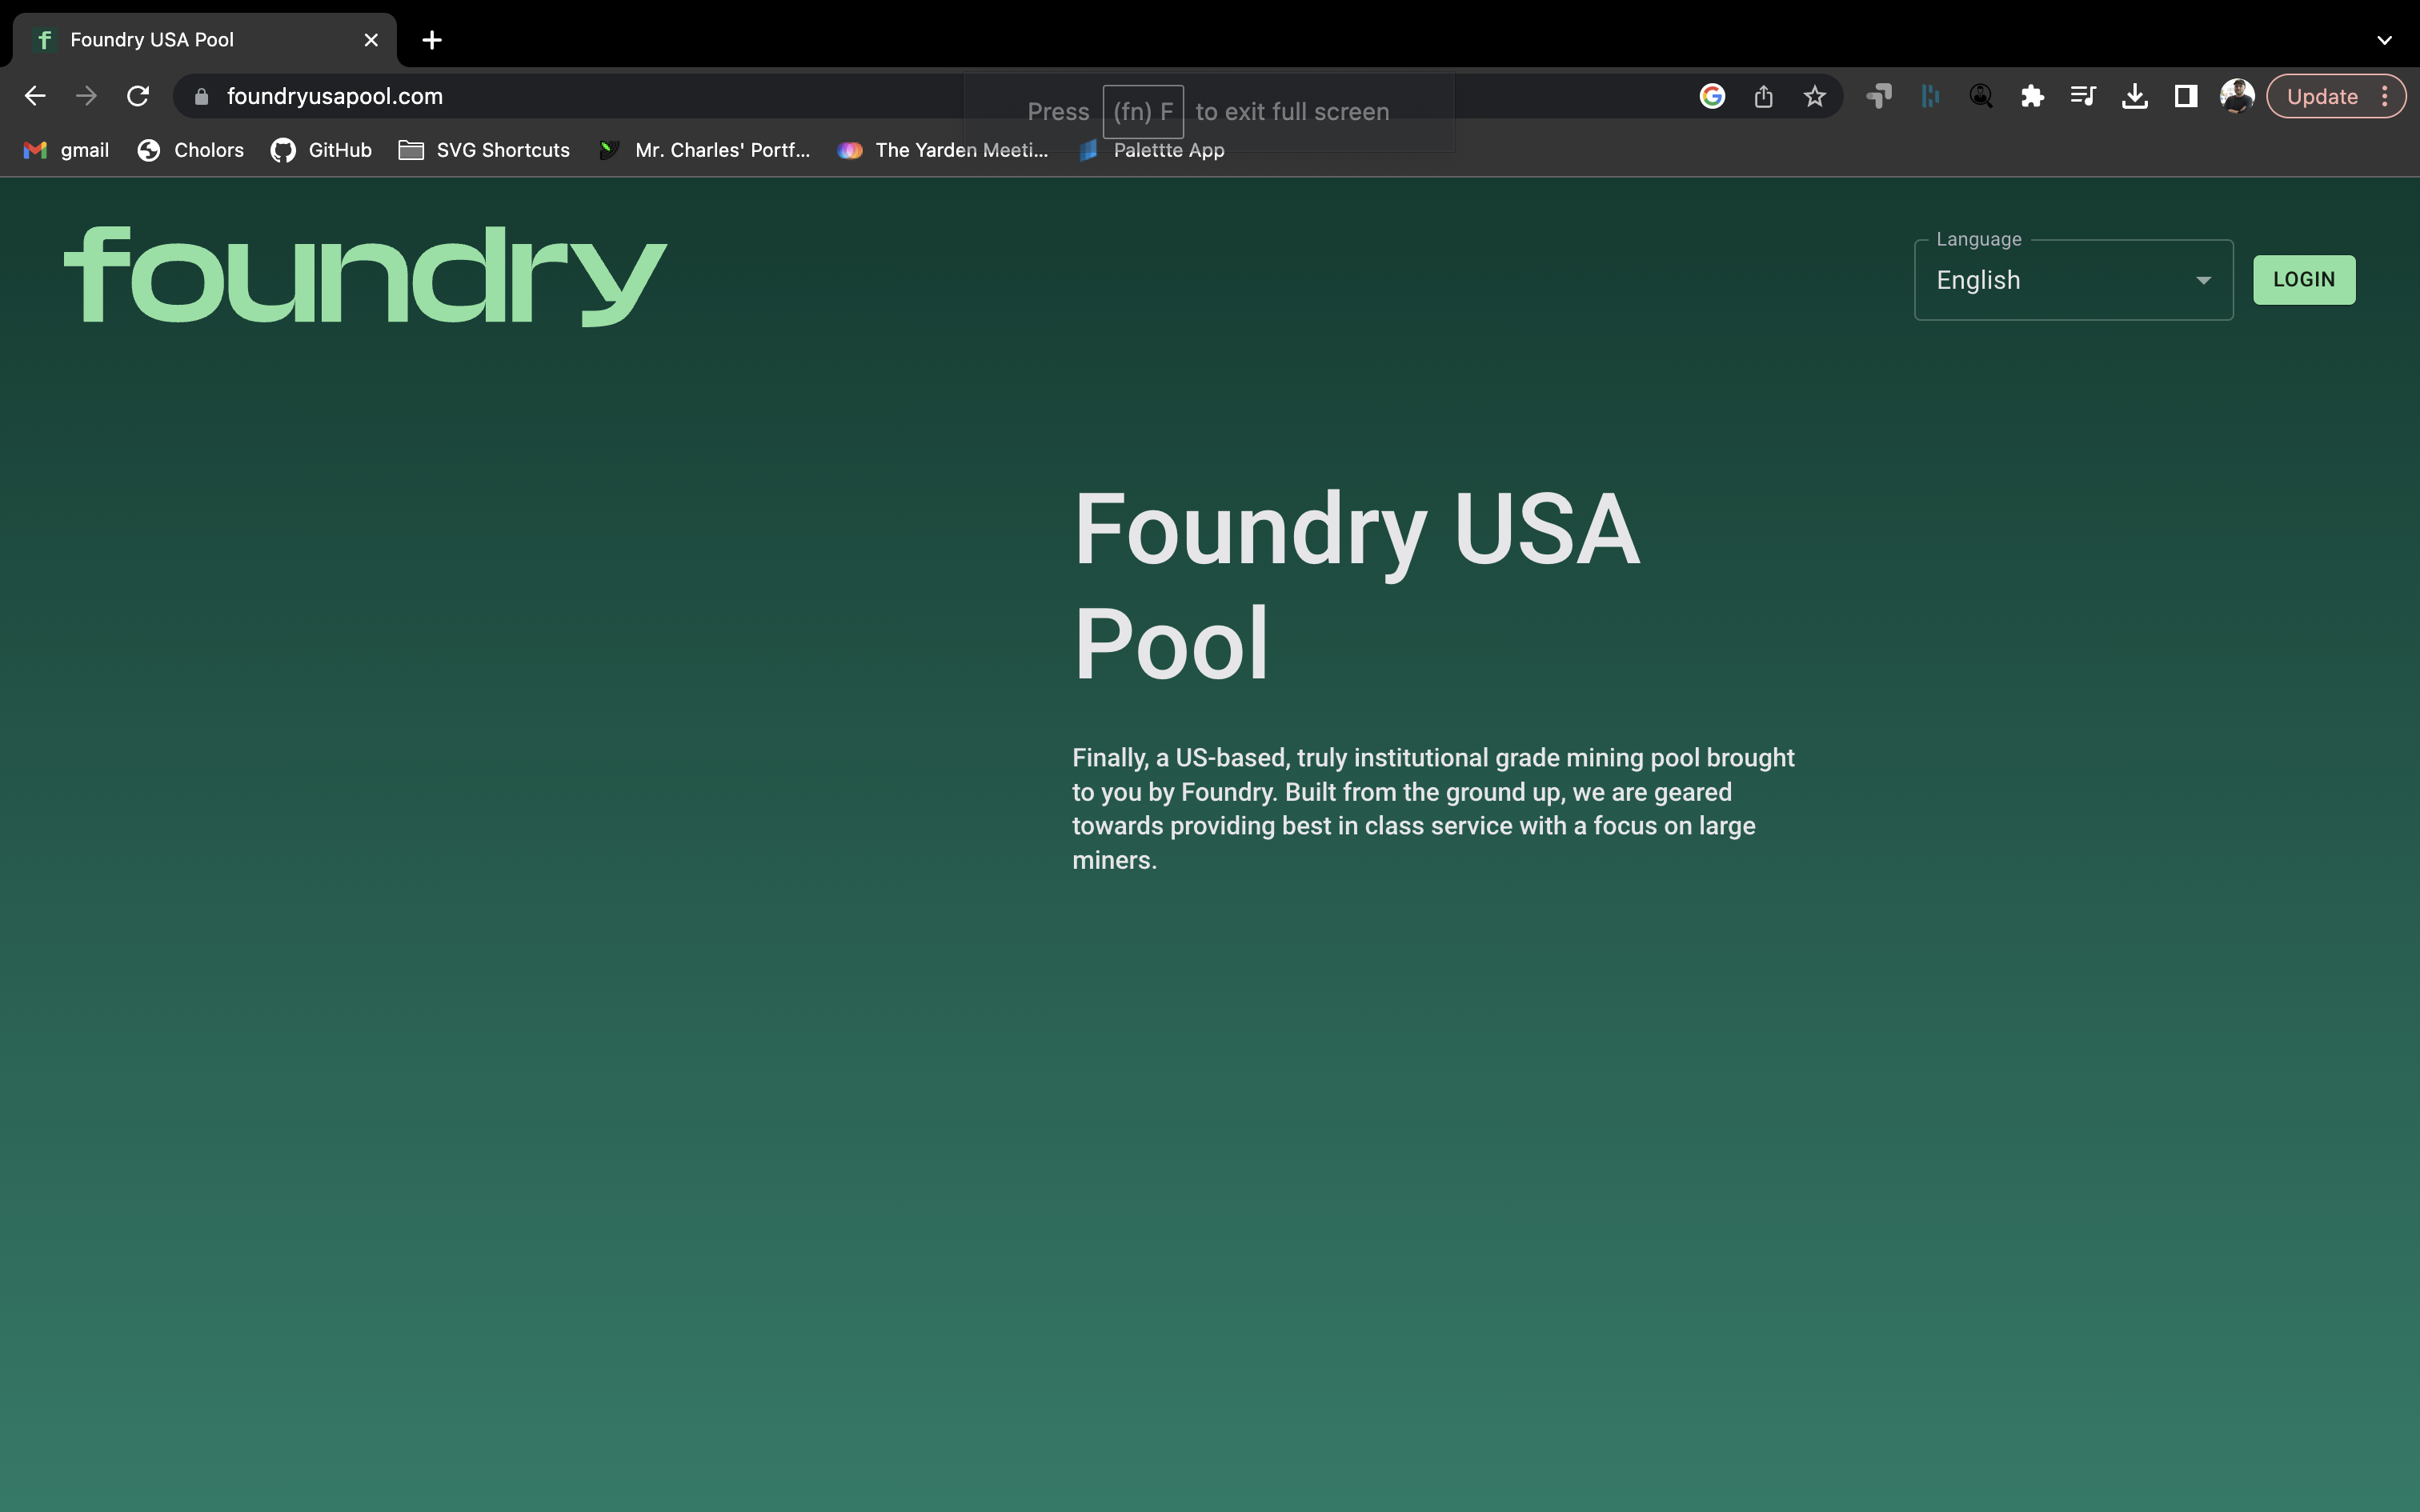 Foundry USA Pool
foundryusapool.com
Press (fn) F to exit full screen
Update
gmail
Cholors
GitHub
SVG Shortcuts
Mr. Charles' Portf...
The Yarden Meeti...
Palettte App
foundry
Language
English
LOGIN
Foundry USA
Pool
Finally, a US-based, truly institutional grade mining pool brought
to you by Foundry. Built from the ground up, we are geared
towards providing best in class service with a focus on large
miners.